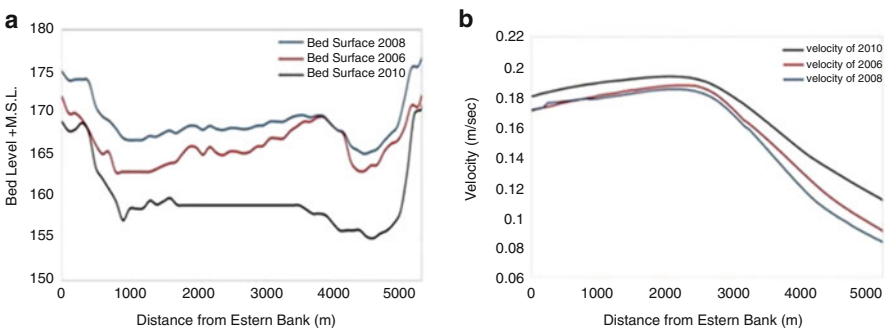 a
180
175
170
165
160
155
150
Bed Level +M.S.L.
Bed Surface 2008
Bed Surface 2006
Bed Surface 2010
0 1000 2000 3000 4000 5000
Distance from Estern Bank (m)
b
0.22
0.2
0.18
0.16
0.14
0.12
0.1
0.08
0.06
Velocity (m/sec)
velocity of 2010
velocity of 2006
velocity of 2008
0 1000 2000 3000 4000 5000
Distance from Estern Bank (m)